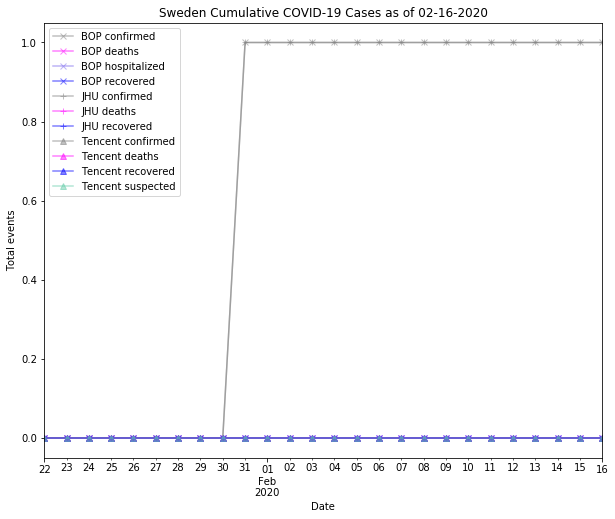 Sweden Cumulative COVID-19 Cases as of 02-16-2020
BOP confirmed
BOP deaths
BOP hospitalized
BOP recovered
JHU confirmed
JHU deaths
JHU recovered
Tencent confirmed
Tencent deaths
Tencent recovered
Tencent suspected
1.0
0.8
0.6
0.4
0.2
0.0
Total events
22 23 24 25 26 27 28 29 30 31 01 02 03 04 05 06 07 08 09 10 11 12 13 14 15 16
Feb
2020
Date